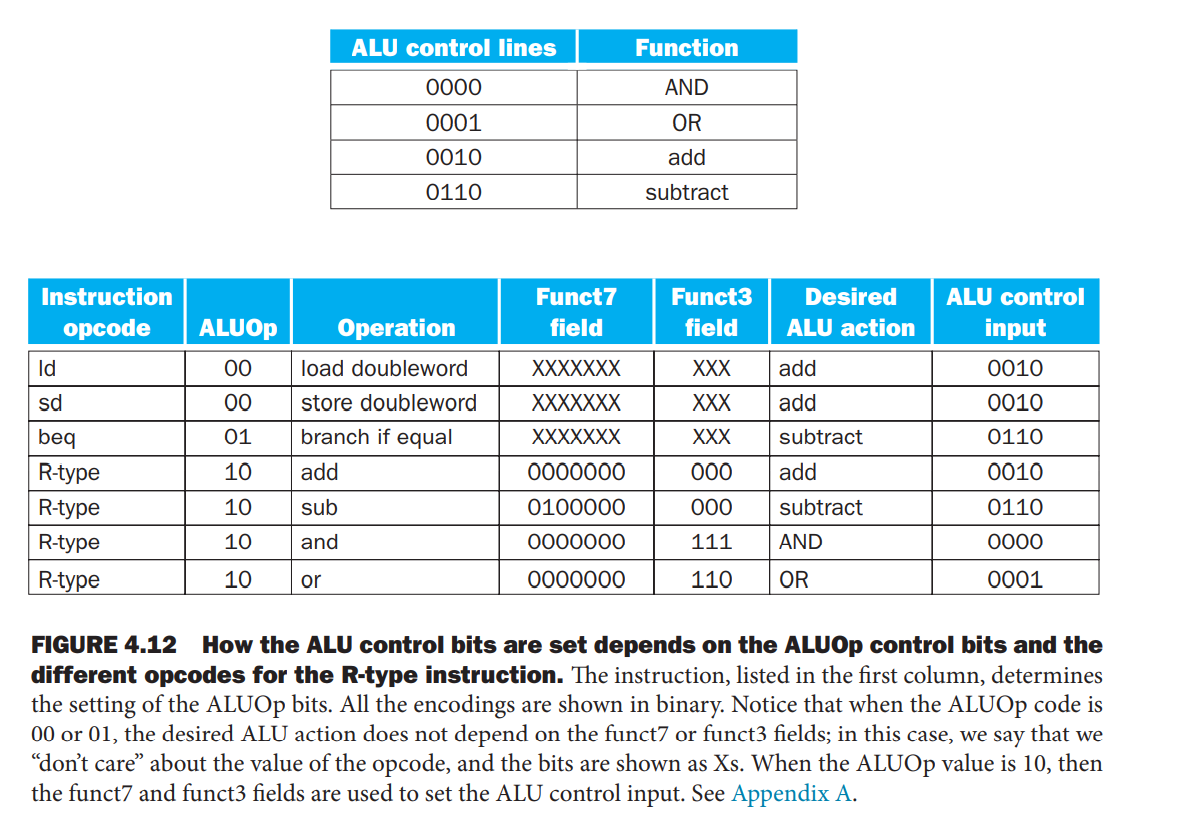 ALU control lines Function
0000 AND
0001 OR
0010 add
0110 subtract
Instruction opcode ALUOp Operation Funct7 field Funct3 field Desired ALU action ALU control input
ld 00 load doubleword XXXXXXX XXX add 0010
sd 00 store doubleword XXXXXXX XXX add 0010
beq 01 branch if equal XXXXXXX XXX subtract 0110
R-type 10 add 0000000 000 add 0010
R-type 10 sub 0100000 000 subtract 0110
R-type 10 and 0000000 111 AND 0000
R-type 10 or 0000000 110 OR 0001
FIGURE 4.12 How the ALU control bits are set depends on the ALUOp control bits and the
different opcodes for the R-type instruction. The instruction, listed in the first column, determines
the setting of the ALUOp bits. All the encodings are shown in binary. Notice that when the ALUOp code is
00 or 01, the desired ALU action does not depend on the funct7 or funct3 fields; in this case, we say that we
“don’t care” about the value of the opcode, and the bits are shown as Xs. When the ALUOp value is 10, then
the funct7 and funct3 fields are used to set the ALU control input. See Appendix A.